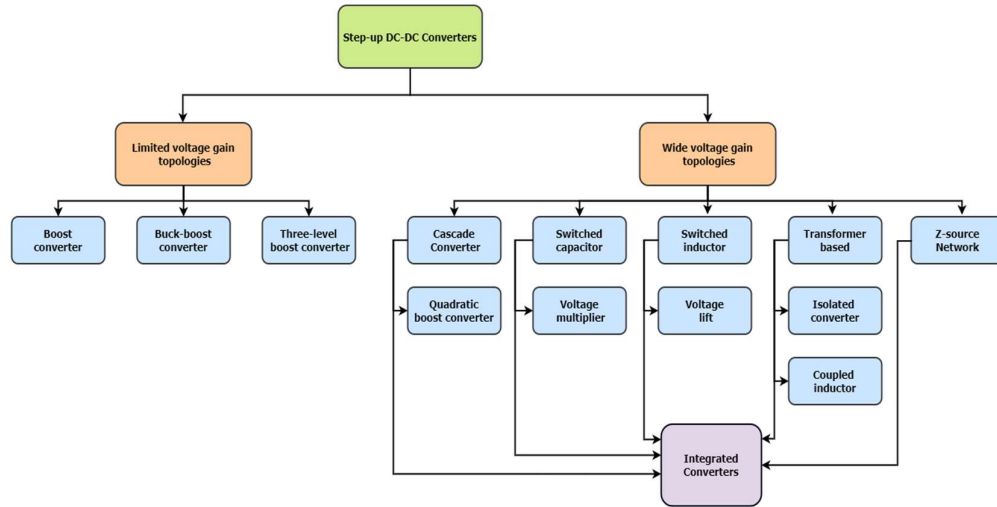 Step-up DC-DC Converters
Limited voltage gain
topologies
Wide voltage gain
topologies
Boost
converter
Buck-boost
converter
Three-level
boost converter
Cascade
Converter
Switched
capacitor
Switched
inductor
Transformer
based
Z-source
Network
Quadratic
boost converter
Voltage
multiplier
Voltage
lift
Isolated
converter
Coupled
inductor
Integrated
Converters